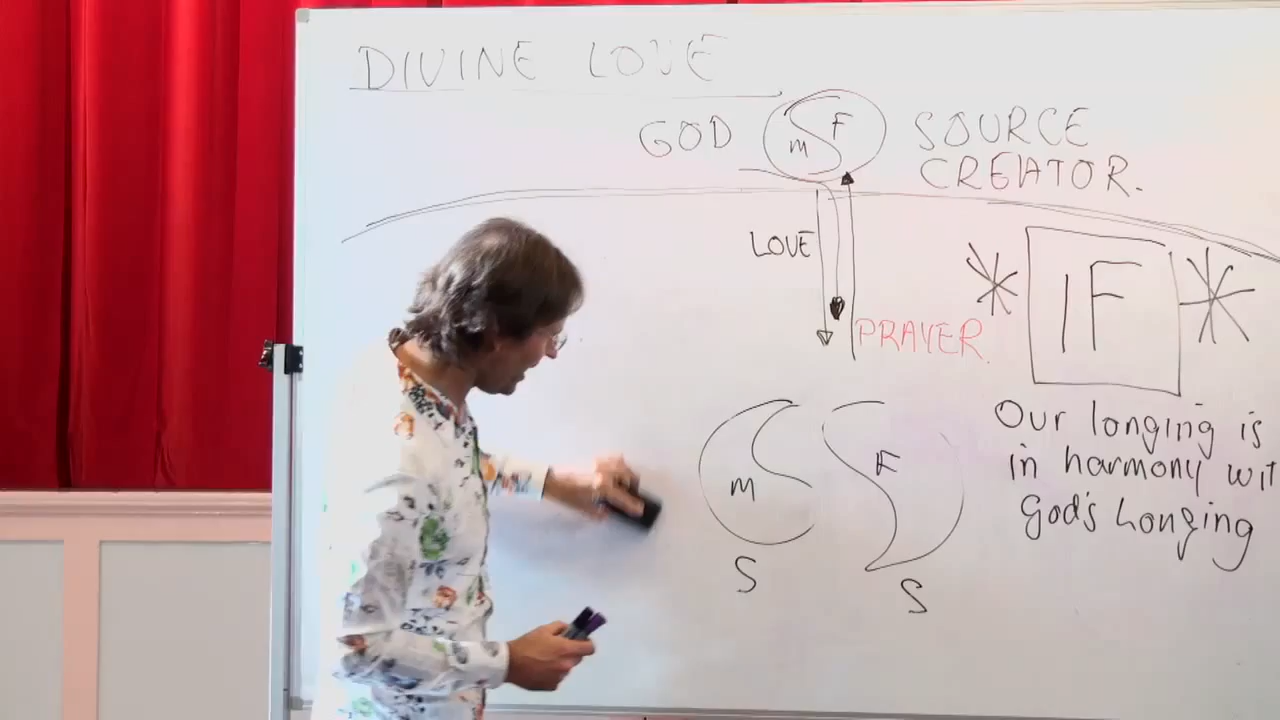 DIVINE LOVE
GOD
M F
SOURCE
CREATOR.
LOVE
PRAYER.
* IF *
Our longing is
in harmony wit
God's Longing
M
F
S
S